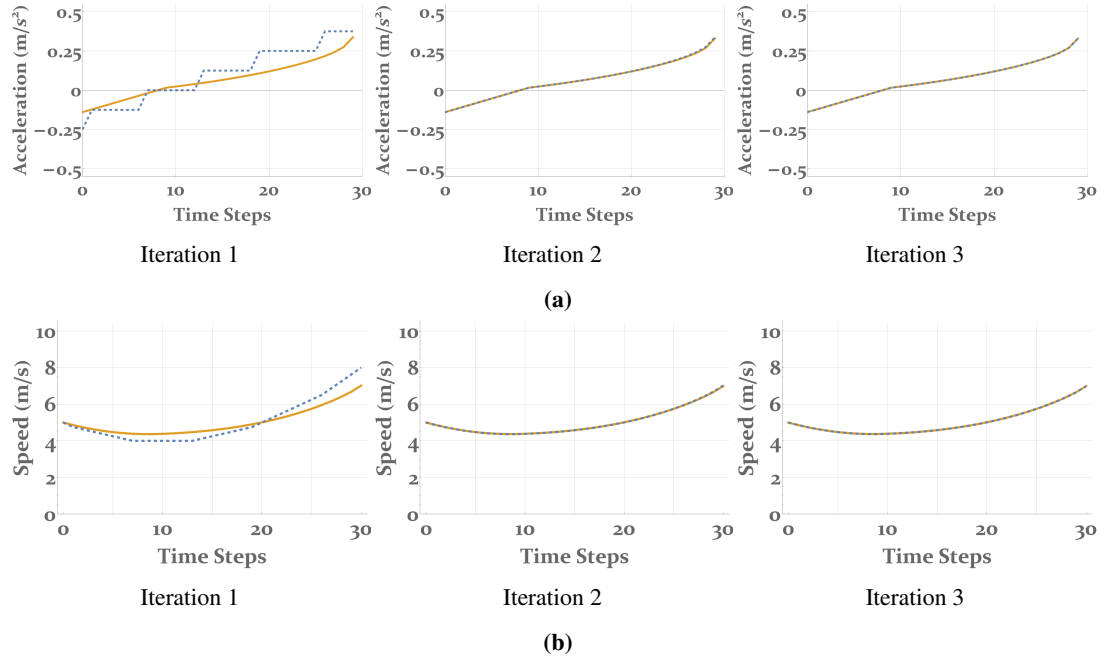 Acceleration (m/s²)
0.5
0.25
0
−0.25
−0.5
0 10 20 30
Time Steps
Iteration 1
Acceleration (m/s²)
0.5
0.25
0
−0.25
−0.5
0 10 20 30
Time Steps
Iteration 2
Acceleration (m/s²)
0.5
0.25
0
−0.25
−0.5
0 10 20 30
Time Steps
Iteration 3
(a)
Speed (m/s)
10
8
6
4
2
0
0 10 20 30
Time Steps
Iteration 1
Speed (m/s)
10
8
6
4
2
0
0 10 20 30
Time Steps
Iteration 2
Speed (m/s)
10
8
6
4
2
0
0 10 20 30
Time Steps
Iteration 3
(b)